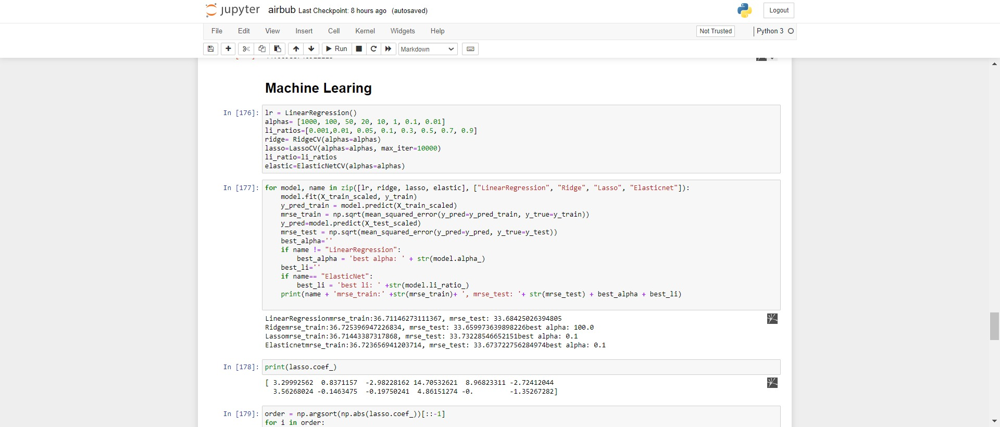 jupyter airbub Last Checkpoint: 8 hours ago (autosaved) Logout
File Edit View Insert Cell Kernel Widgets Help Not Trusted Python 3
Run Markdown
Machine Learing
In [176]: lr = LinearRegression()
alphas= [1000, 100, 50, 20, 10, 1, 0.1, 0.01]
li_ratios=[0.001,0.01, 0.05, 0.1, 0.3, 0.5, 0.7, 0.9]
ridge= RidgeCV(alphas=alphas)
lasso=LassoCV(alphas=alphas, max_iter=10000)
li_ratio=li_ratios
elastic=ElasticNetCV(alphas=alphas)
In [177]: for model, name in zip([lr, ridge, lasso, elastic], ["LinearRegression", "Ridge", "Lasso", "Elasticnet"]):
model.fit(X_train_scaled, y_train)
y_pred_train = model.predict(X_train_scaled)
mrse_train = np.sqrt(mean_squared_error(y_pred=y_pred_train, y_true=y_train))
y_pred=model.predict(X_test_scaled)
mrse_test = np.sqrt(mean_squared_error(y_pred=y_pred, y_true=y_test))
best_alpha=''
if name != "LinearRegression":
best_alpha = 'best alpha: ' + str(model.alpha_)
best_li=''
if name== "ElasticNet":
best_li = 'best li: ' +str(model.li_ratio_)
print(name + 'mrse_train:' +str(mrse_train)+ ', mrse_test: '+ str(mrse_test) + best_alpha + best_li)
LinearRegressionmrse_train:36.71146273111367, mrse_test: 33.68425026394805
Ridgemrse_train:36.725396947226834, mrse_test: 33.659973639898226best alpha: 100.0
Lassomrse_train:36.71443387317868, mrse_test: 33.73228546652151best alpha: 0.1
Elasticnetmrse_train:36.723656941203714, mrse_test: 33.673722756284974best alpha: 0.1
In [178]: print(lasso.coef_)
[ 3.29992562 0.8371157 -2.98228162 14.70532621 8.96823311 -2.72412044
3.56268024 -0.1463475 -0.19750241 4.86151274 -0. -1.35267282]
In [179]: order = np.argsort(np.abs(lasso.coef_))[::-1]
for i in order: